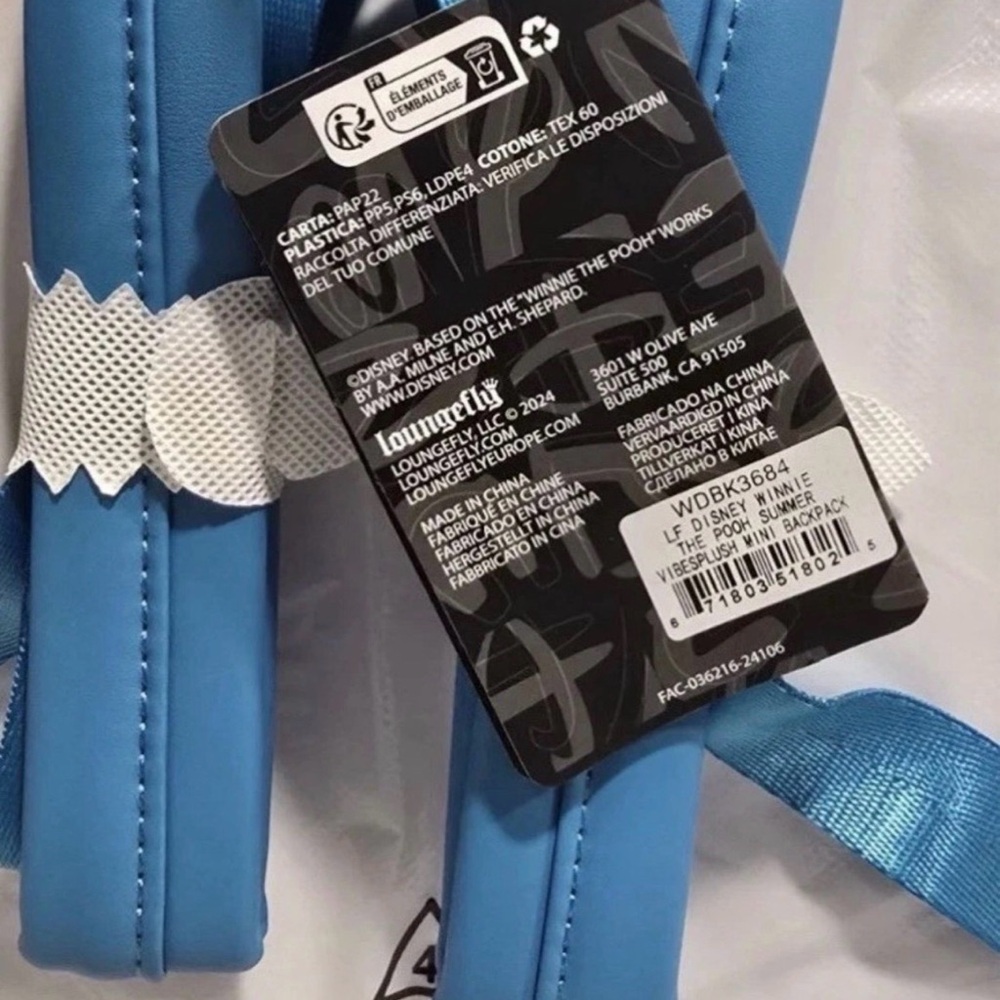 FR
ÉLÉMENTS
D'EMBALLAGE
CARTA: PAP22
PLASTICA: PP5,PS6,LDPE4 COTONE: TEX 60
RACCOLTA DIFFERENZIATA: VERIFICA LE DISPOSIZIONI
DEL TUO COMUNE
©DISNEY. BASED ON THE "WINNIE THE POOH" WORKS
BY A.A. MILNE AND E.H. SHEPARD.
WWW.DISNEY.COM
loungefly
LOUNGEFLY, LLC © 2024
LOUNGEFLY.COM
LOUNGEFLYEUROPE.COM
3601 W OLIVE AVE
SUITE 500
BURBANK, CA 91505
MADE IN CHINA
FABRIQUÉ EN CHINE
FABRICADO EN CHINA
HERGESTELLT IN CHINA
FABBRICATO IN CINA
FABRICADO NA CHINA
VERVAARDIGD IN CHINA
PRODUCERET I KINA
TILLVERKAT I KINA
СДЕЛАНО В КИТАЕ
WDBK3684
LF DISNEY WINNIE
THE POOH SUMMER
VIBESPLUSH MINI BACKPACK
6 71803 51802 5
FAC-036216-24106
4